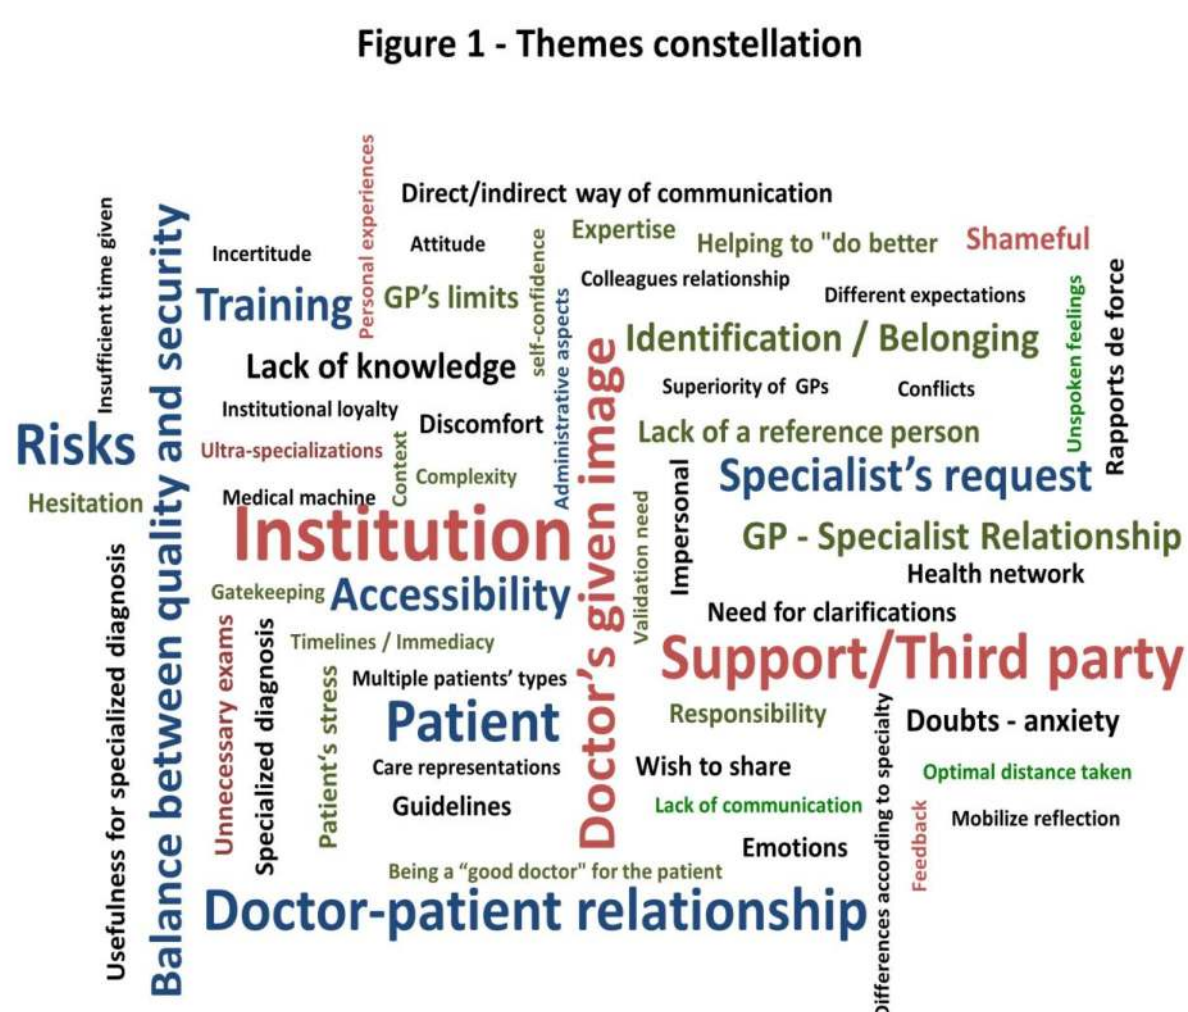 Figure 1 - Themes constellation
Personal experiences
Direct/indirect way of communication
Insufficient time given
Balance between quality and security
Incertitude
Attitude
self-confidence
Expertise
Helping to "do better
Shameful
Training
GP's limits
Administrative aspects
Colleagues relationship
Different expectations
Unspoken feelings
Rapports de force
Identification / Belonging
Lack of knowledge
Doctor's given image
Superiority of GPs
Conflicts
Institutional loyalty
Discomfort
Lack of a reference person
Risks
Ultra-specializations
Context
Complexity
Specialist's request
Hesitation
Medical machine
Validation need
Impersonal
Institution
GP - Specialist Relationship
Health network
Usefulness for specialized diagnosis
Gatekeeping
Accessibility
Need for clarifications
Unnecessary exams
Specialized diagnosis
Timelines / Immediacy
Support/Third party
Patient's stress
Multiple patients' types
Patient
Responsibility
Differences according to specialty
Doubts - anxiety
Care representations
Wish to share
Optimal distance taken
Guidelines
Lack of communication
Feedback
Mobilize reflection
Emotions
Being a “good doctor" for the patient
Doctor-patient relationship